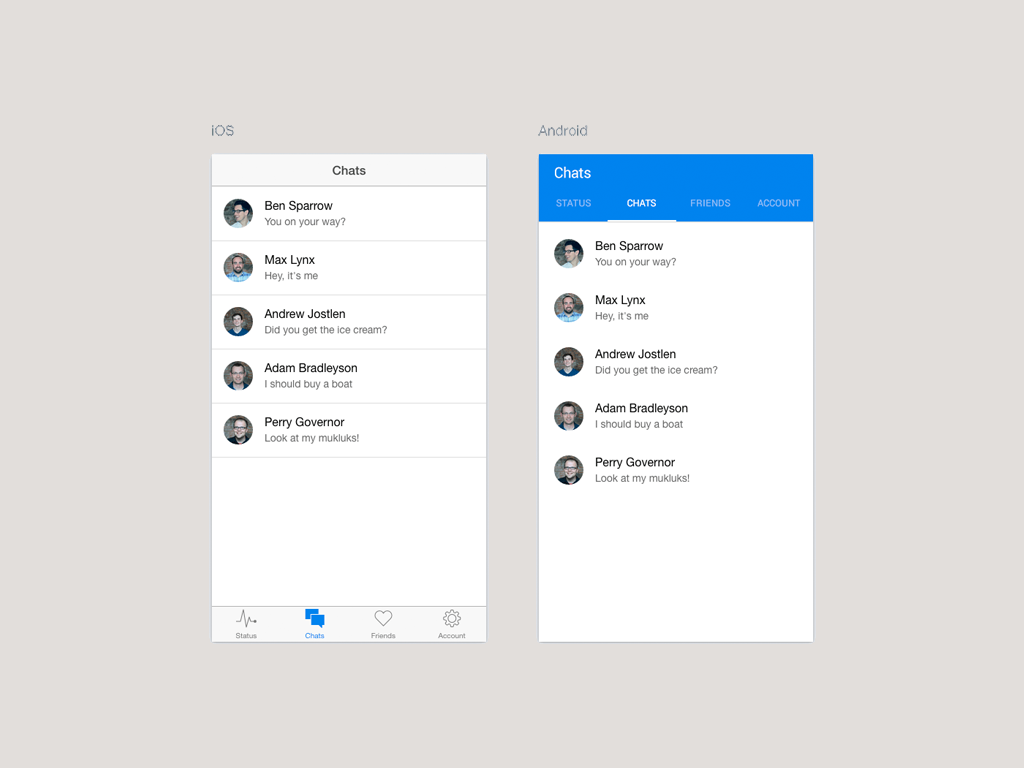 iOS
Chats
Ben Sparrow
You on your way?
Max Lynx
Hey, it's me
Andrew Jostlen
Did you get the ice cream?
Adam Bradleyson
I should buy a boat
Perry Governor
Look at my mukluks!
Status Chats Friends Account
Android
Chats
STATUS CHATS FRIENDS ACCOUNT
Ben Sparrow
You on your way?
Max Lynx
Hey, it's me
Andrew Jostlen
Did you get the ice cream?
Adam Bradleyson
I should buy a boat
Perry Governor
Look at my mukluks!